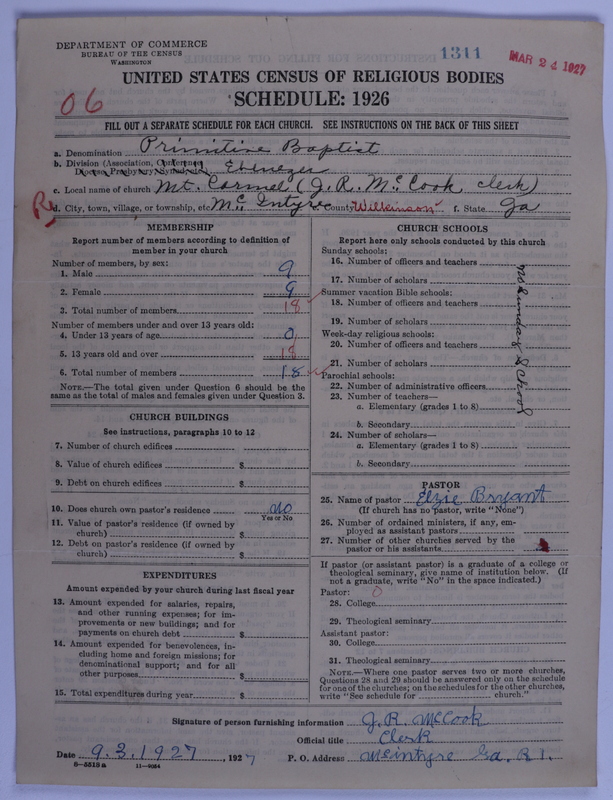 DEPARTMENT OF COMMERCE
BUREAU OF THE CENSUS
WASHINGTON
1311
MAR 24 1927
UNITED STATES CENSUS OF RELIGIOUS BODIES
06
SCHEDULE: 1926
FILL OUT A SEPARATE SCHEDULE FOR EACH CHURCH. SEE INSTRUCTIONS ON THE BACK OF THIS SHEET
a. Denomination Primitive Baptist
b. Division (Association, Conference, Diocese, Presbytery, Synod, etc.) Ebenezer
c. Local name of church Mt. Carmel (J. R. McCook clerk)
d. City, town, village, or township, etc. McIntyre e. County Wilkinson f. State Ga
MEMBERSHIP
Report number of members according to definition of
member in your church
Number of members, by sex:
1. Male 9
2. Female 9
3. Total number of members 18
Number of members under and over 13 years old:
4. Under 13 years of age 0
5. 13 years old and over 18
6. Total number of members 18
NOTE.—The total given under Question 6 should be the
same as the total of males and females given under Question 3.
CHURCH BUILDINGS
See instructions, paragraphs 10 to 12
7. Number of church edifices
8. Value of church edifices $
9. Debt on church edifices $
10. Does church own pastor's residence no
Yes or No
11. Value of pastor's residence (if owned by
church) $
12. Debt on pastor's residence (if owned by
church) $
EXPENDITURES
Amount expended by your church during last fiscal year
13. Amount expended for salaries, repairs,
and other running expenses; for im-
provements or new buildings; and for
payments on church debt $
14. Amount expended for benevolences, in-
cluding home and foreign missions; for
denominational support; and for all
other purposes $
15. Total expenditures during year $
CHURCH SCHOOLS
Report here only schools conducted by this church
Sunday schools:
16. Number of officers and teachers
17. Number of scholars
Summer vacation Bible schools:
18. Number of officers and teachers
19. Number of scholars
Week-day religious schools:
20. Number of officers and teachers
21. Number of scholars
Parochial schools:
22. Number of administrative officers
23. Number of teachers—
a. Elementary (grades 1 to 8)
b. Secondary
24. Number of scholars—
a. Elementary (grades 1 to 8)
b. Secondary
no Sunday School
PASTOR
25. Name of pastor Elzie Bryant
(If church has no pastor, write "None")
26. Number of ordained ministers, if any, em-
ployed as assistant pastors
27. Number of other churches served by the
pastor or his assistants
If pastor (or assistant pastor) is a graduate of a college or
theological seminary, give name of institution below. (If
not a graduate, write "No" in the space indicated.)
Pastor: 0
28. College
29. Theological seminary
Assistant pastor:
30. College
31. Theological seminary
NOTE.—Where one pastor serves two or more churches,
Questions 28 and 29 should be answered only on the schedule
for one of the churches; on the schedules for the other churches,
write "See schedule for church."
Signature of person furnishing information J. R. McCook
Official title Clerk
Date 9.3.1927, 1927 P. O. Address McIntyre Ga. R 1.
8-5513a 11-4034